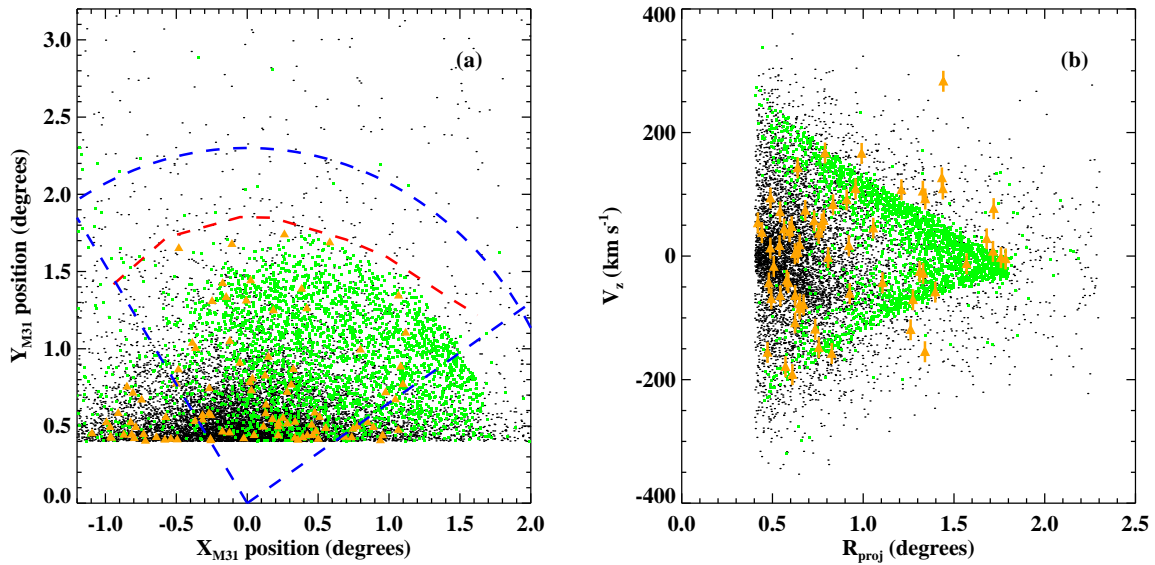 (a)
3.0
2.5
2.0
1.5
1.0
0.5
0.0
Y_M31 position (degrees)
-1.0 -0.5 0.0 0.5 1.0 1.5 2.0
X_M31 position (degrees)
(b)
400
200
0
-200
-400
V_z (km s^-1)
0.0 0.5 1.0 1.5 2.0 2.5
R_proj (degrees)